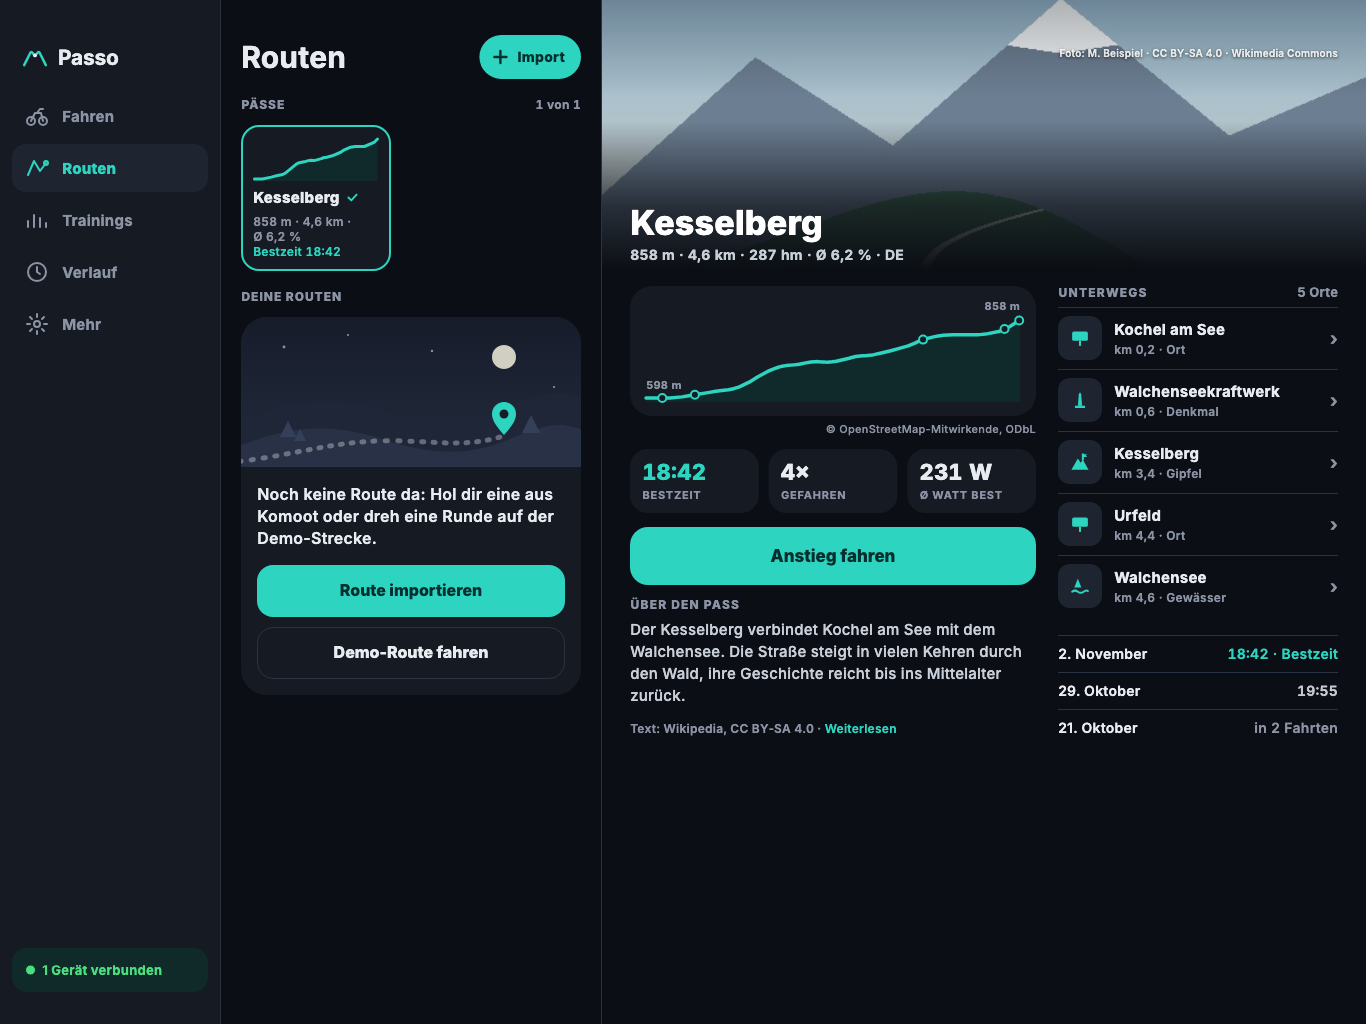 Passo
Fahren
Routen
Trainings
Verlauf
Mehr
1 Gerät verbunden
Routen
Import
PÄSSE
1 von 1
Kesselberg
858 m · 4,6 km ·
Ø 6,2 %
Bestzeit 18:42
DEINE ROUTEN
Noch keine Route da: Hol dir eine aus
Komoot oder dreh eine Runde auf der
Demo-Strecke.
Route importieren
Demo-Route fahren
Foto: M. Beispiel · CC BY-SA 4.0 · Wikimedia Commons
Kesselberg
858 m · 4,6 km · 287 hm · Ø 6,2 % · DE
858 m
598 m
© OpenStreetMap-Mitwirkende, ODbL
18:42
BESTZEIT
4×
GEFAHREN
231 W
Ø WATT BEST
Anstieg fahren
ÜBER DEN PASS
Der Kesselberg verbindet Kochel am See mit dem
Walchensee. Die Straße steigt in vielen Kehren durch
den Wald, ihre Geschichte reicht bis ins Mittelalter
zurück.
Text: Wikipedia, CC BY-SA 4.0 · Weiterlesen
UNTERWEGS
5 Orte
Kochel am See
km 0,2 · Ort
Walchenseekraftwerk
km 0,6 · Denkmal
Kesselberg
km 3,4 · Gipfel
Urfeld
km 4,4 · Ort
Walchensee
km 4,6 · Gewässer
2. November
18:42 · Bestzeit
29. Oktober
19:55
21. Oktober
in 2 Fahrten